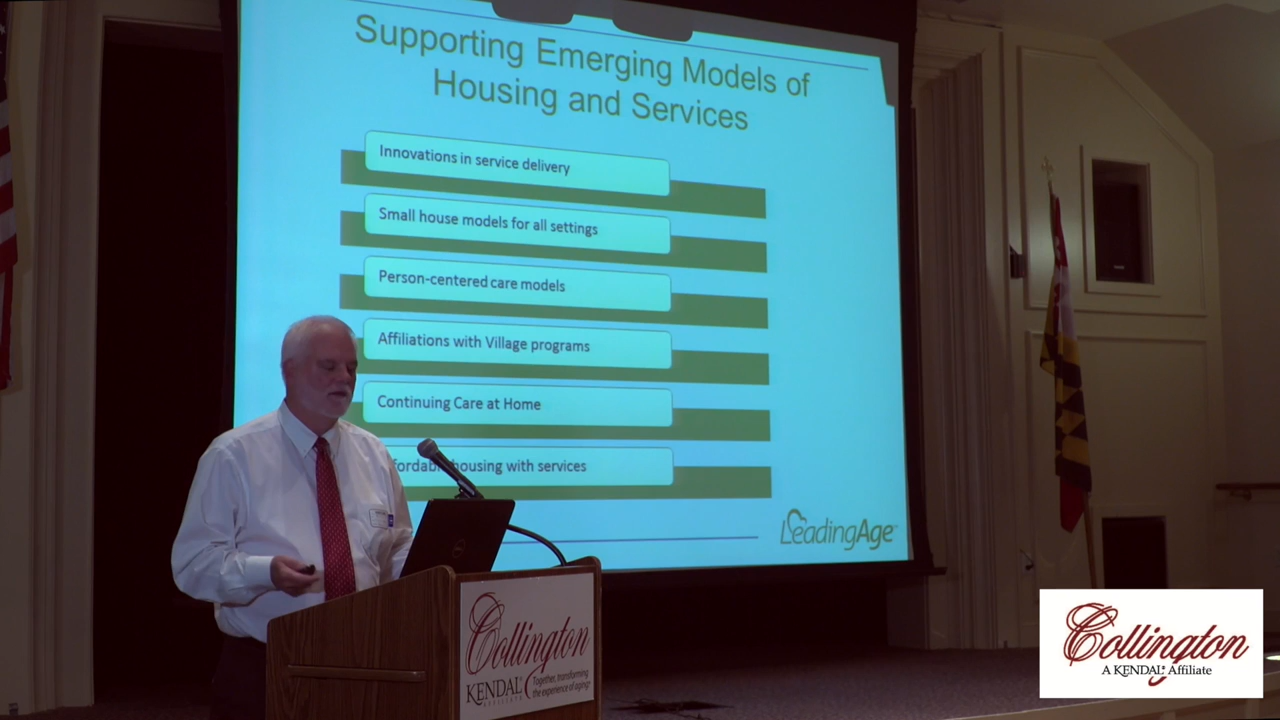 Supporting Emerging Models of
Housing and Services
Innovations in service delivery
Small house models for all settings
Person-centered care models
Affiliations with Village programs
Continuing Care at Home
housing with services
LeadingAge™
Collington
KENDAL®
AFFILIATE
Together, transforming
the experience of aging.
Collington
A KENDAL® Affiliate